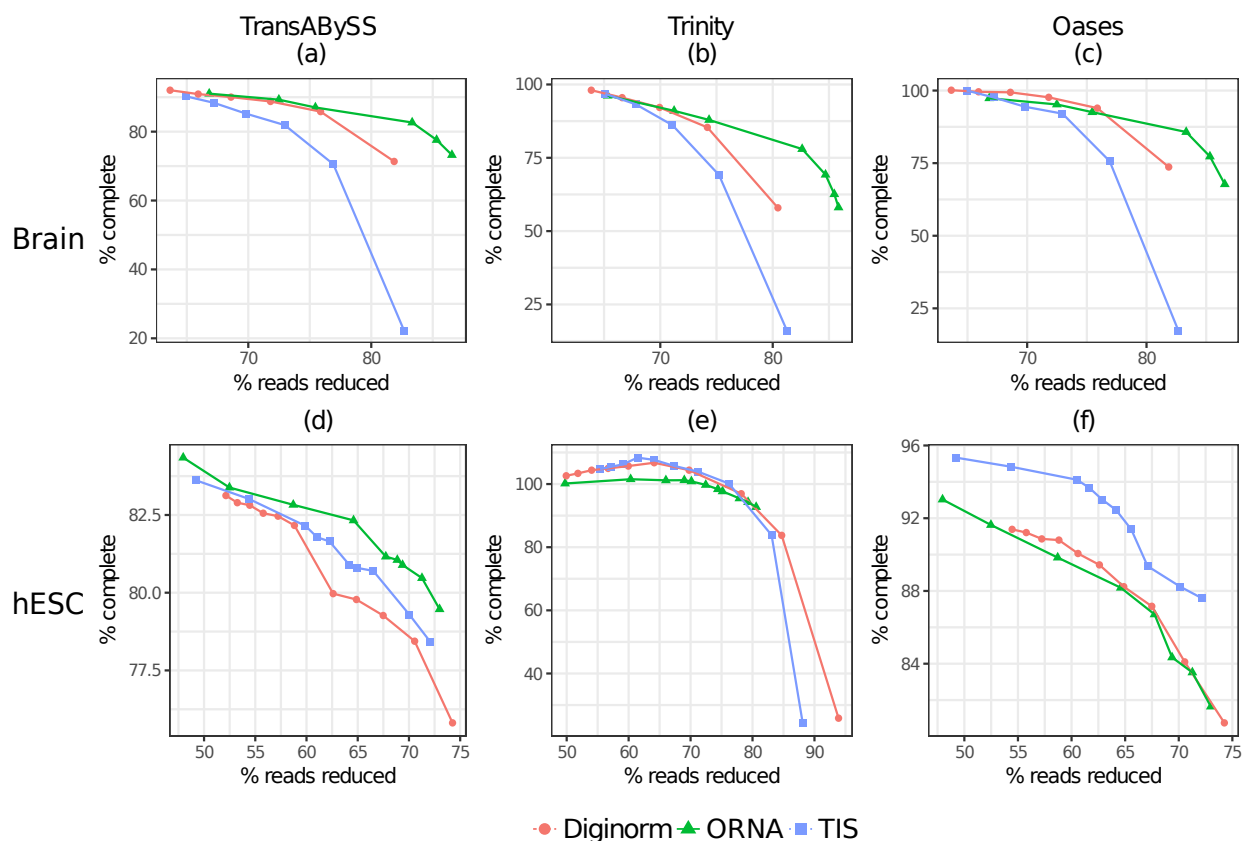 TransABySS Trinity Oases
(a) (b) (c)
Brain
% complete
80
60
40
20
70 80
% reads reduced
% complete
100
75
50
25
70 80
% reads reduced
% complete
100
75
50
25
70 80
% reads reduced
(d) (e) (f)
hESC
% complete
82.5
80.0
77.5
50 55 60 65 70 75
% reads reduced
% complete
100
80
60
40
50 60 70 80 90
% reads reduced
% complete
96
92
88
84
50 55 60 65 70 75
% reads reduced
Diginorm ORNA TIS